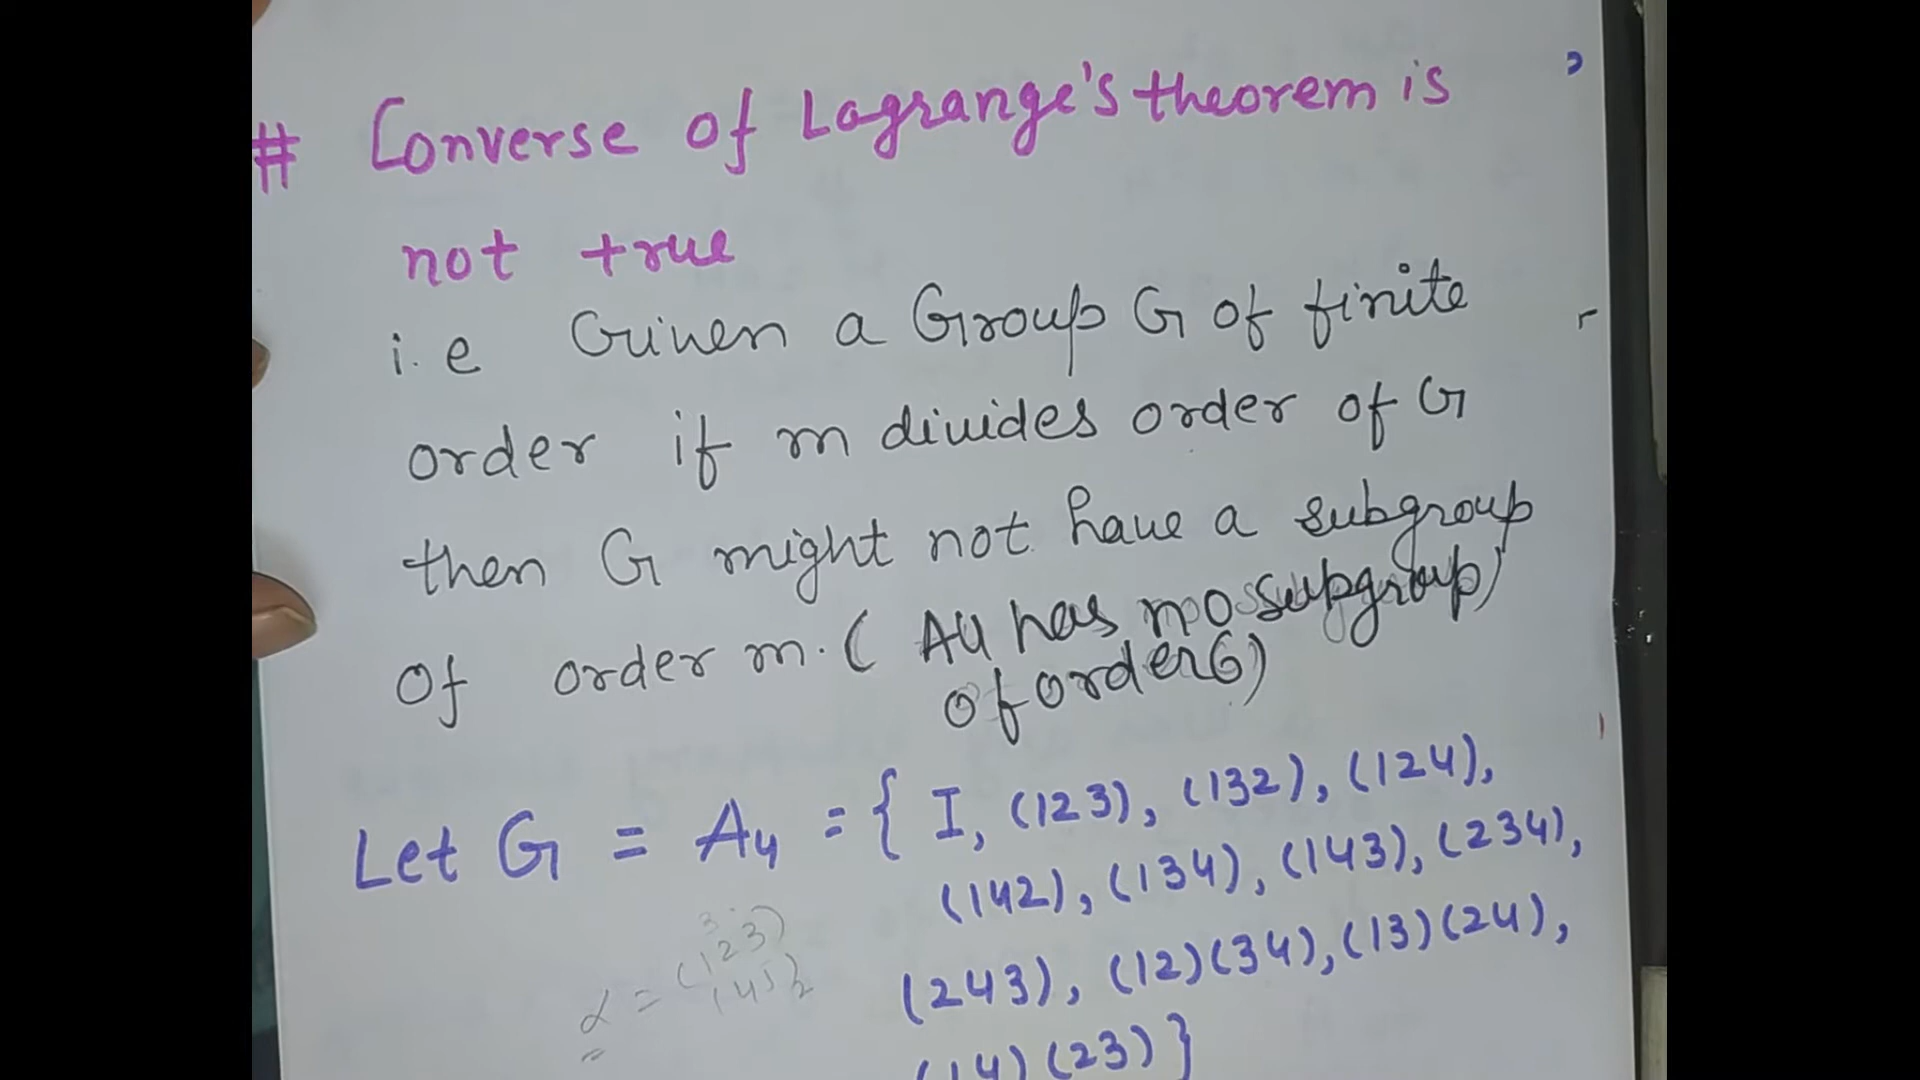 # Converse of Lagrange's theorem is
not true
i.e Given a Group G of finite
order if m divides order of G
then G might not have a subgroup
of order m. ( A4 has no subgroup
of order 6)
Let G = A4 = { I, (123), (132), (124),
(142), (134), (143), (234),
(243), (12)(34), (13)(24),
(14)(23) }
α = (123)